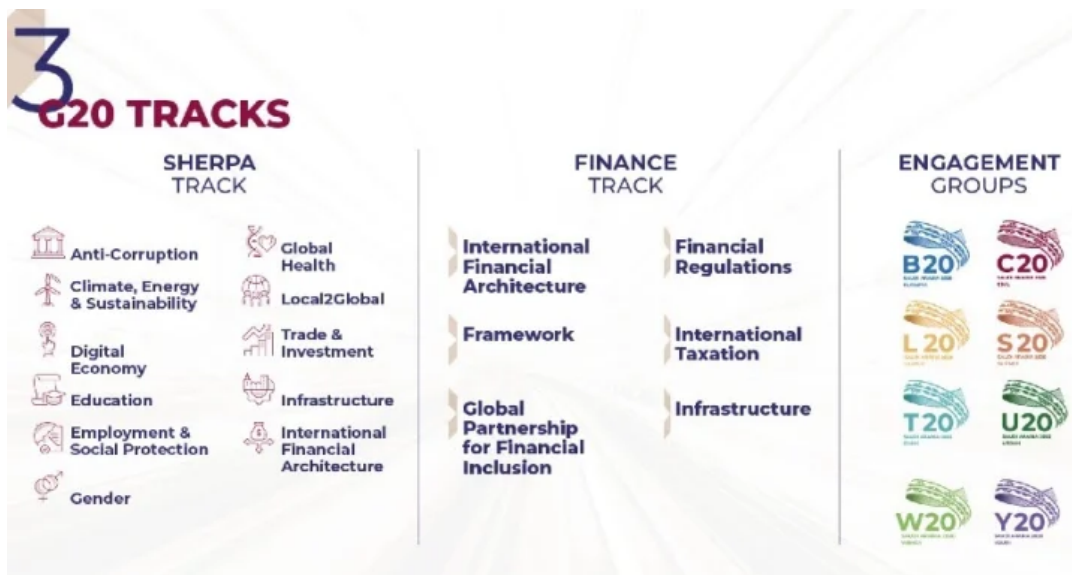 3
G20 TRACKS
SHERPA
TRACK
Anti-Corruption
Climate, Energy
& Sustainability
Digital
Economy
Education
Employment &
Social Protection
Gender
Global
Health
Local2Global
Trade &
Investment
Infrastructure
International
Financial
Architecture
FINANCE
TRACK
International
Financial
Architecture
Framework
Global
Partnership
for Financial
Inclusion
Financial
Regulations
International
Taxation
Infrastructure
ENGAGEMENT
GROUPS
B20
C20
L20
S20
T20
U20
W20
Y20